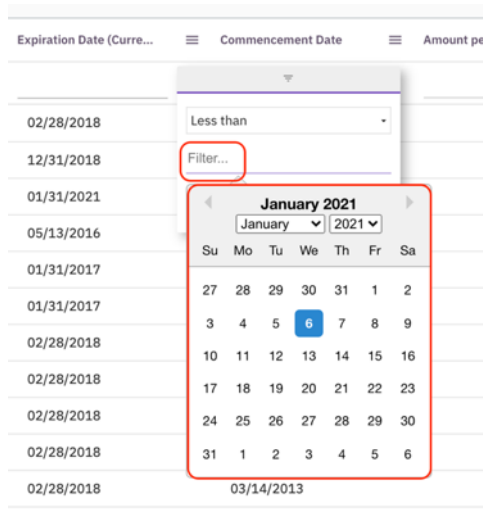 Expiration Date (Curre... Commencement Date Amount pe
Less than
02/28/2018
Filter...
12/31/2018
01/31/2021
January 2021
January 2021
05/13/2016
Su Mo Tu We Th Fr Sa
01/31/2017
27 28 29 30 31 1 2
01/31/2017
3 4 5 6 7 8 9
02/28/2018
10 11 12 13 14 15 16
02/28/2018
17 18 19 20 21 22 23
02/28/2018
24 25 26 27 28 29 30
02/28/2018
31 1 2 3 4 5 6
02/28/2018 03/14/2013